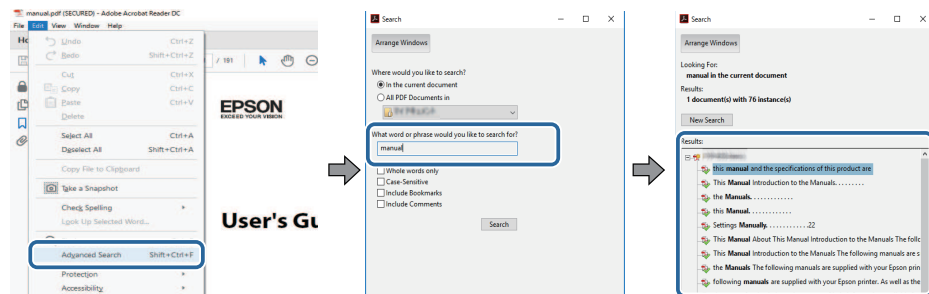 manual.pdf (SECURED) - Adobe Acrobat Reader DC
File Edit View Window Help
Undo Ctrl+Z
Redo Shift+Ctrl+Z
Cut Ctrl+X
Copy Ctrl+C
Paste Ctrl+V
Delete
Select All Ctrl+A
Deselect All Shift+Ctrl+A
Copy File to Clipboard
Take a Snapshot
Check Spelling
Look Up Selected Word...
Advanced Search Shift+Ctrl+F
Protection
Accessibility
/ 191
EPSON
EXCEED YOUR VISION
User's Gu
Search
Arrange Windows
Where would you like to search?
In the current document
All PDF Documents in
What word or phrase would you like to search for?
manual
Whole words only
Case-Sensitive
Include Bookmarks
Include Comments
Search
Search
Arrange Windows
Looking For:
manual in the current document
Results:
1 document(s) with 76 instance(s)
New Search
Results:
this manual and the specifications of this product are
This Manual Introduction to the Manuals. . . . . . . . .
the Manuals. . . . . . . . . . . .
this Manual. . . . . . . . . . . .
Settings Manually. . . . . . . . . . . .22
This Manual About This Manual Introduction to the Manuals The follo
This Manual Introduction to the Manuals The following manuals are s
the Manuals The following manuals are supplied with your Epson prin
following manuals are supplied with your Epson printer. As well as the